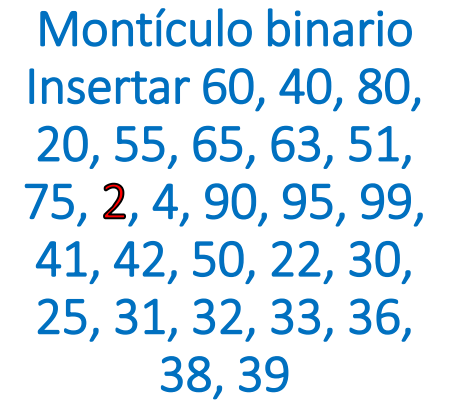 Montículo binario
Insertar 60, 40, 80,
20, 55, 65, 63, 51,
75, 2, 4, 90, 95, 99,
41, 42, 50, 22, 30,
25, 31, 32, 33, 36,
38, 39